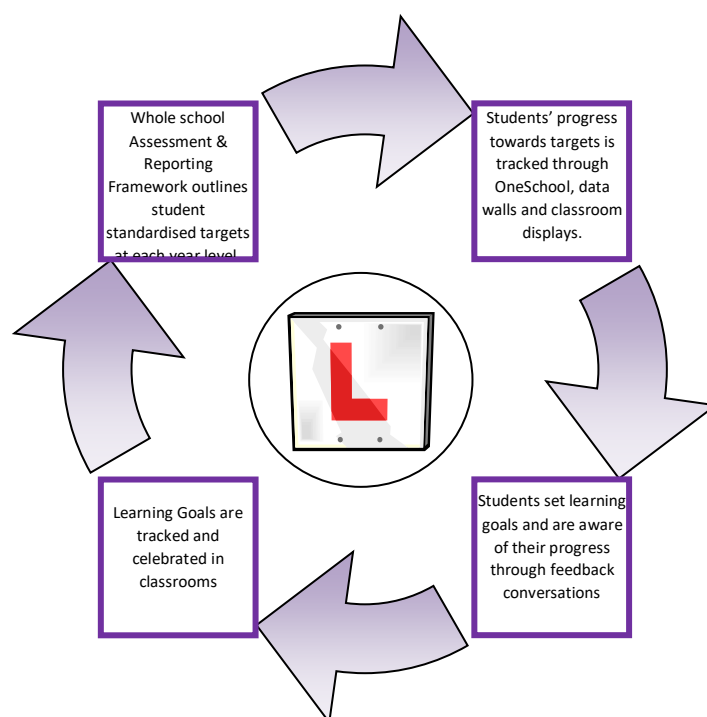 Whole school
Assessment &
Reporting
Framework outlines
student
standardised targets
at each year level
Students’ progress
towards targets is
tracked through
OneSchool, data
walls and classroom
displays.
L
Students set learning
goals and are aware
of their progress
through feedback
conversations
Learning Goals are
tracked and
celebrated in
classrooms